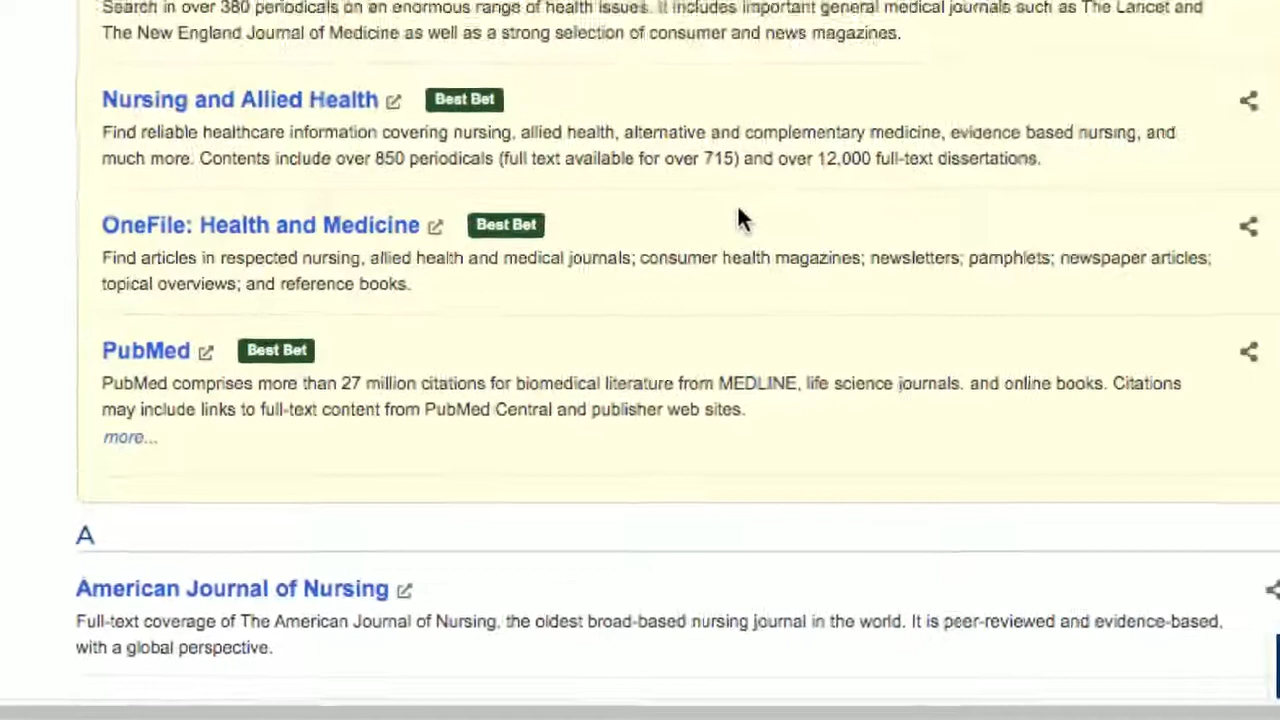 Search in over 380 periodicals on an enormous range of health issues. It includes important general medical journals such as The Lancet and
The New England Journal of Medicine as well as a strong selection of consumer and news magazines.
Nursing and Allied Health Best Bet
Find reliable healthcare information covering nursing, allied health, alternative and complementary medicine, evidence based nursing, and
much more. Contents include over 850 periodicals (full text available for over 715) and over 12,000 full-text dissertations.
OneFile: Health and Medicine Best Bet
Find articles in respected nursing, allied health and medical journals; consumer health magazines; newsletters; pamphlets; newspaper articles;
topical overviews; and reference books.
PubMed Best Bet
PubMed comprises more than 27 million citations for biomedical literature from MEDLINE, life science journals. and online books. Citations
may include links to full-text content from PubMed Central and publisher web sites.
more...
A
American Journal of Nursing
Full-text coverage of The American Journal of Nursing, the oldest broad-based nursing journal in the world. It is peer-reviewed and evidence-based,
with a global perspective.